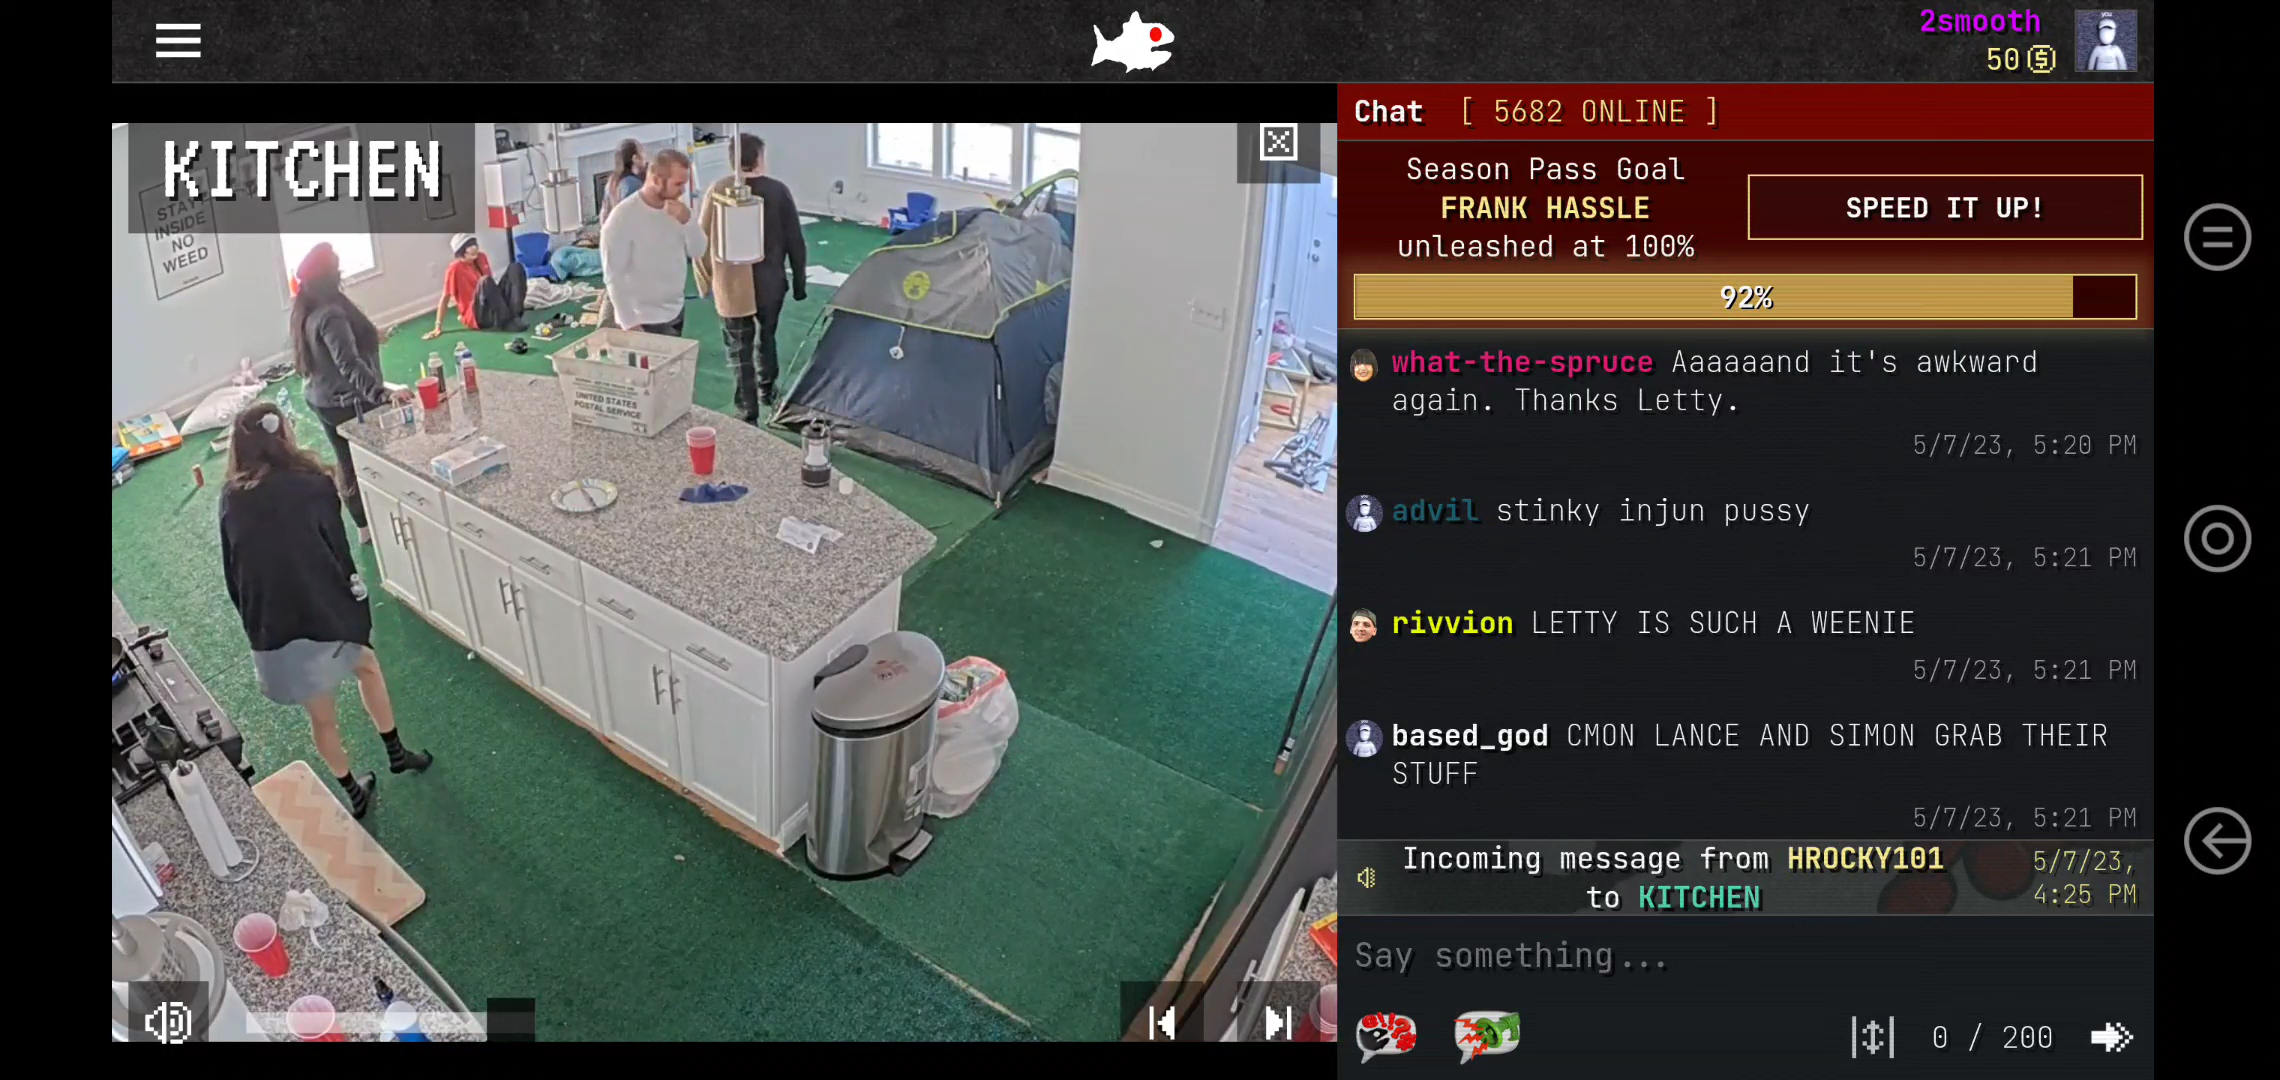 2smooth
50
KITCHEN
STAY
INSIDE
NO
WEED
UNITED STATES
POSTAL SERVICE
Chat [ 5682 ONLINE ]
Season Pass Goal
FRANK HASSLE
unleashed at 100%
SPEED IT UP!
92%
what-the-spruce Aaaaaand it's awkward
again. Thanks Letty.
5/7/23, 5:20 PM
advil stinky injun pussy
5/7/23, 5:21 PM
rivvion LETTY IS SUCH A WEENIE
5/7/23, 5:21 PM
based_god CMON LANCE AND SIMON GRAB THEIR
STUFF
5/7/23, 5:21 PM
Incoming message from HROCKY101
to KITCHEN
5/7/23,
4:25 PM
Say something...
0 / 200